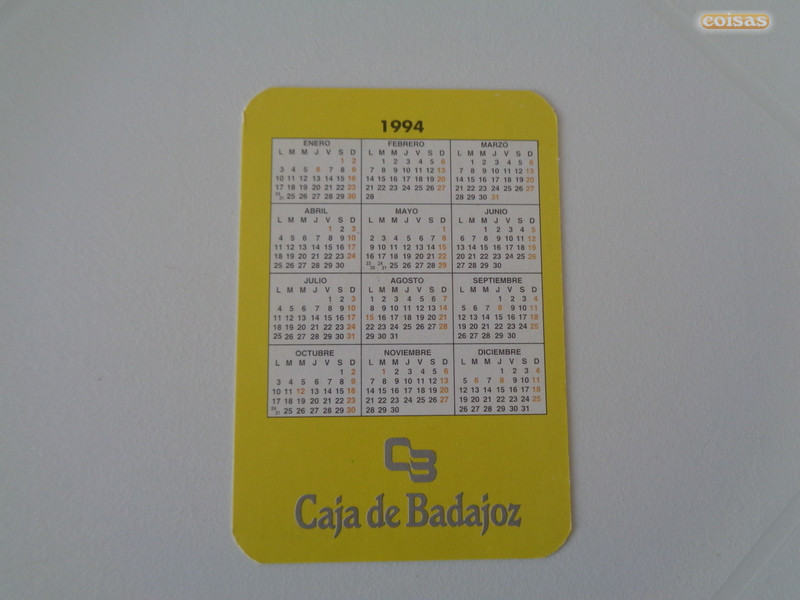 coisas
1994
ENERO
L M M J V S D
1 2
3 4 5 6 7 8 9
10 11 12 13 14 15 16
17 18 19 20 21 22 23
24/31 25 26 27 28 29 30
FEBRERO
L M M J V S D
1 2 3 4 5 6
7 8 9 10 11 12 13
14 15 16 17 18 19 20
21 22 23 24 25 26 27
28
MARZO
L M M J V S D
1 2 3 4 5 6
7 8 9 10 11 12 13
14 15 16 17 18 19 20
21 22 23 24 25 26 27
28 29 30 31
ABRIL
L M M J V S D
1 2 3
4 5 6 7 8 9 10
11 12 13 14 15 16 17
18 19 20 21 22 23 24
25 26 27 28 29 30
MAYO
L M M J V S D
1
2 3 4 5 6 7 8
9 10 11 12 13 14 15
16 17 18 19 20 21 22
23/30 24/31 25 26 27 28 29
JUNIO
L M M J V S D
1 2 3 4 5
6 7 8 9 10 11 12
13 14 15 16 17 18 19
20 21 22 23 24 25 26
27 28 29 30
JULIO
L M M J V S D
1 2 3
4 5 6 7 8 9 10
11 12 13 14 15 16 17
18 19 20 21 22 23 24
25 26 27 28 29 30 31
AGOSTO
L M M J V S D
1 2 3 4 5 6 7
8 9 10 11 12 13 14
15 16 17 18 19 20 21
22 23 24 25 26 27 28
29 30 31
SEPTIEMBRE
L M M J V S D
1 2 3 4
5 6 7 8 9 10 11
12 13 14 15 16 17 18
19 20 21 22 23 24 25
26 27 28 29 30
OCTUBRE
L M M J V S D
1 2
3 4 5 6 7 8 9
10 11 12 13 14 15 16
17 18 19 20 21 22 23
24/31 25 26 27 28 29 30
NOVIEMBRE
L M M J V S D
1 2 3 4 5 6
7 8 9 10 11 12 13
14 15 16 17 18 19 20
21 22 23 24 25 26 27
28 29 30
DICIEMBRE
L M M J V S D
1 2 3 4
5 6 7 8 9 10 11
12 13 14 15 16 17 18
19 20 21 22 23 24 25
26 27 28 29 30 31
CB
Caja de Badajoz